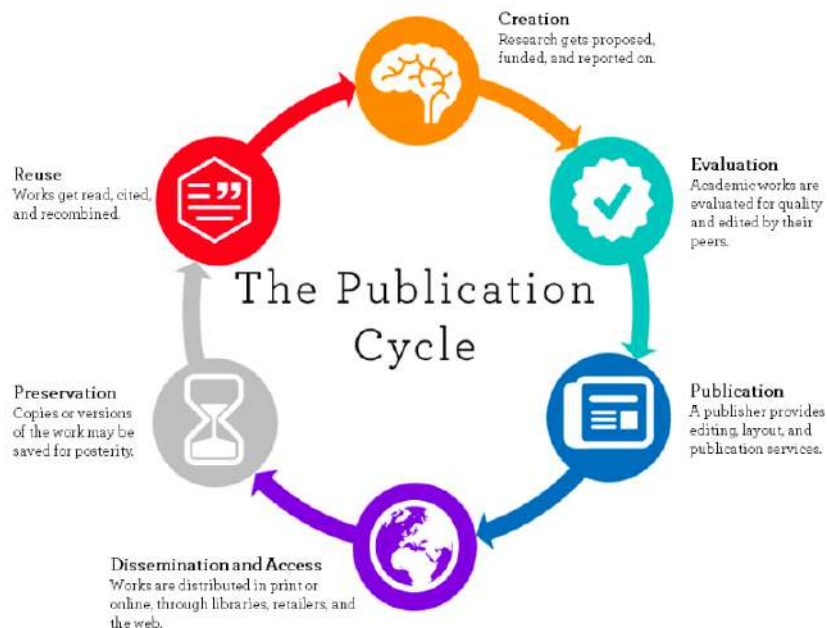 Creation
Research gets proposed,
funded, and reported on.
Evaluation
Academic works are
evaluated for quality
and edited by their
peers.
Publication
A publisher provides
editing, layout, and
publication services.
Dissemination and Access
Works are distributed in print or
online, through libraries, retailers, and
the web.
Preservation
Copies or versions
of the work may be
saved for posterity.
Reuse
Works get read, cited,
and recombined.
The Publication
Cycle